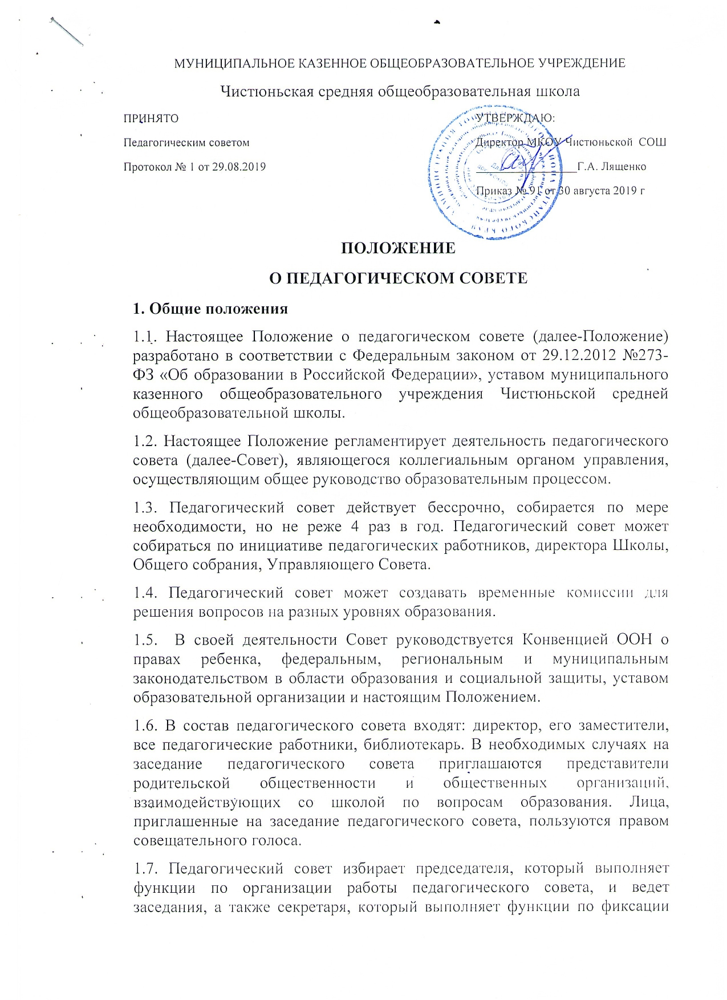 МУНИЦИПАЛЬНОЕ КАЗЕННОЕ ОБЩЕОБРАЗОВАТЕЛЬНОЕ УЧРЕЖДЕНИЕ
Чистюньская средняя общеобразовательная школа
ПРИНЯТО
Педагогическим советом
Протокол № 1 от 29.08.2019
УТВЕРЖДАЮ:
Директор МКОУ Чистюньской СОШ
Г.А. Лященко
Приказ № 91 от 30 августа 2019 г
ПОЛОЖЕНИЕ
О ПЕДАГОГИЧЕСКОМ СОВЕТЕ
1. Общие положения
1.1. Настоящее Положение о педагогическом совете (далее-Положение)
разработано в соответствии с Федеральным законом от 29.12.2012 №273-
ФЗ «Об образовании в Российской Федерации», уставом муниципального
казенного общеобразовательного учреждения Чистюньской средней
общеобразовательной школы.
1.2. Настоящее Положение регламентирует деятельность педагогического
совета (далее-Совет), являющегося коллегиальным органом управления,
осуществляющим общее руководство образовательным процессом.
1.3. Педагогический совет действует бессрочно, собирается по мере
необходимости, но не реже 4 раз в год. Педагогический совет может
собираться по инициативе педагогических работников, директора Школы,
Общего собрания, Управляющего Совета.
1.4. Педагогический совет может создавать временные комиссии для
решения вопросов на разных уровнях образования.
1.5. В своей деятельности Совет руководствуется Конвенцией ООН о
правах ребенка, федеральным, региональным и муниципальным
законодательством в области образования и социальной защиты, уставом
образовательной организации и настоящим Положением.
1.6. В состав педагогического совета входят: директор, его заместители,
все педагогические работники, библиотекарь. В необходимых случаях на
заседание педагогического совета приглашаются представители
родительской общественности и общественных организаций,
взаимодействующих со школой по вопросам образования. Лица,
приглашенные на заседание педагогического совета, пользуются правом
совещательного голоса.
1.7. Педагогический совет избирает председателя, который выполняет
функции по организации работы педагогического совета, и ведет
заседания, а также секретаря, который выполняет функции по фиксации